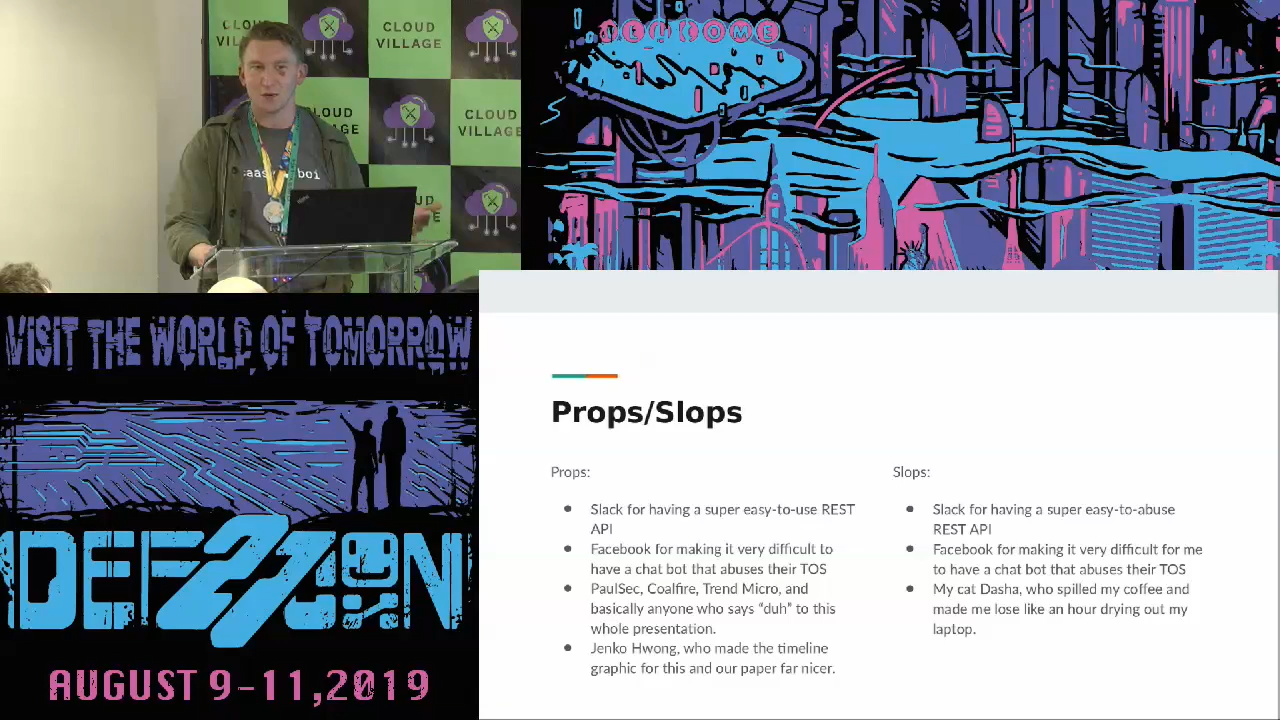 CLOUD
VILLAGE
CLOUD
VILLAGE
CLOUD
VILLAGE
WELCOME
VISIT THE WORLD OF TOMORROW
DEF CON
27
AUGUST 9-11,2019
Props/Slops
Props:
Slack for having a super easy-to-use REST
API
Facebook for making it very difficult to
have a chat bot that abuses their TOS
PaulSec, Coalfire, Trend Micro, and
basically anyone who says “duh” to this
whole presentation.
Jenko Hwong, who made the timeline
graphic for this and our paper far nicer.
Slops:
Slack for having a super easy-to-abuse
REST API
Facebook for making it very difficult for me
to have a chat bot that abuses their TOS
My cat Dasha, who spilled my coffee and
made me lose like an hour drying out my
laptop.